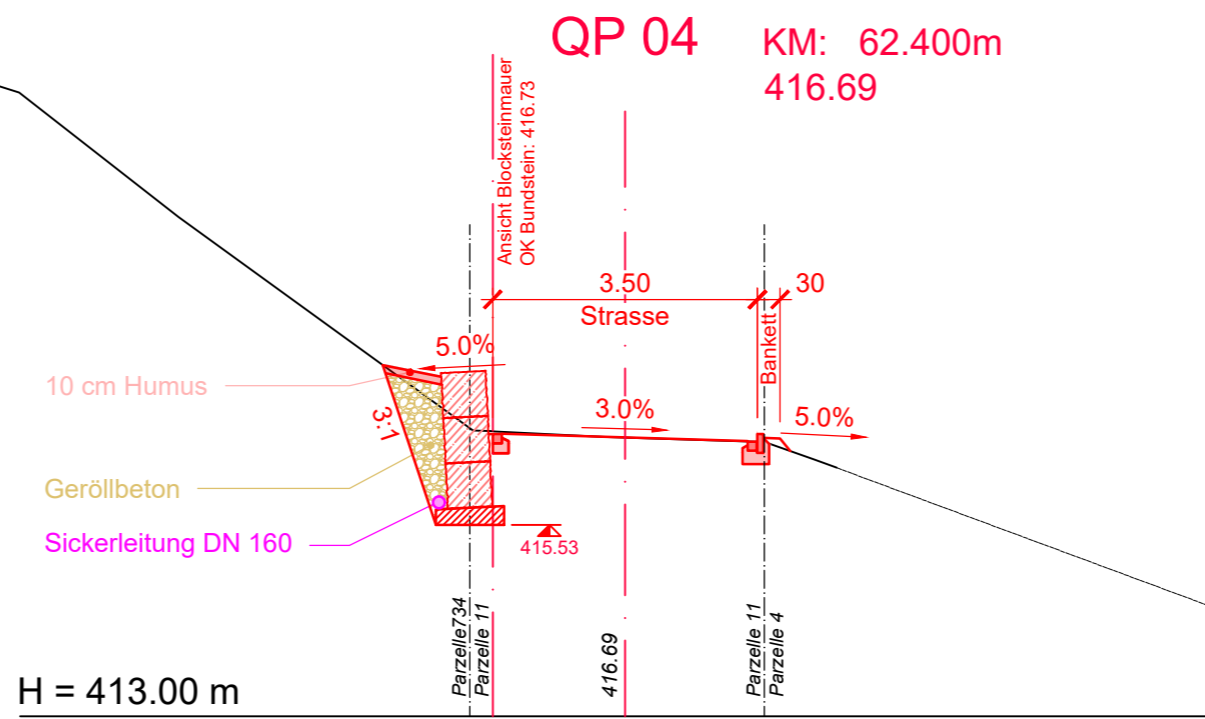 QP 04
KM: 62.400m
416.69
Ansicht Blocksteinmauer
OK Bundstein: 416.73
3.50
30
Strasse
Bankett
5.0%
10 cm Humus
3:1
3.0%
5.0%
Geröllbeton
Sickerleitung DN 160
415.53
Parzelle734
Parzelle 11
416.69
Parzelle 11
Parzelle 4
H = 413.00 m